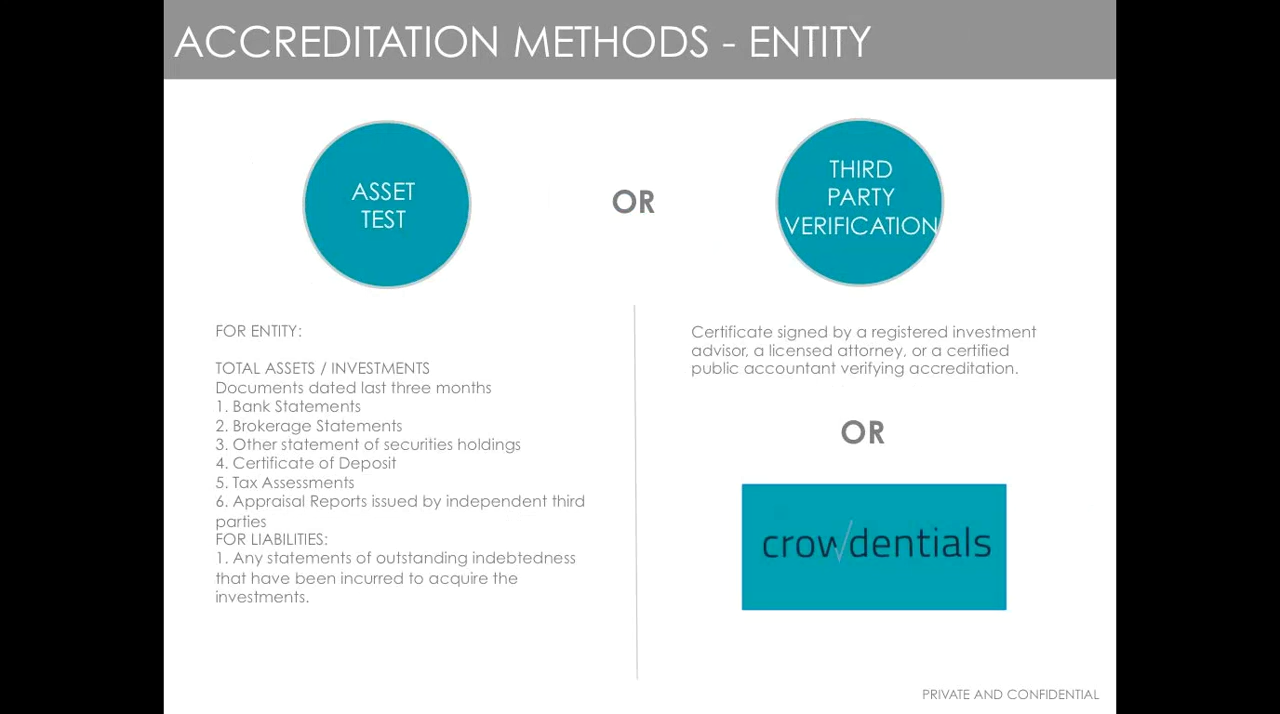 ACCREDITATION METHODS - ENTITY
ASSET
TEST
OR
THIRD
PARTY
VERIFICATION
FOR ENTITY:
TOTAL ASSETS / INVESTMENTS
Documents dated last three months
1. Bank Statements
2. Brokerage Statements
3. Other statement of securities holdings
4. Certificate of Deposit
5. Tax Assessments
6. Appraisal Reports issued by independent third
parties
FOR LIABILITIES:
1. Any statements of outstanding indebtedness
that have been incurred to acquire the
investments.
Certificate signed by a registered investment
advisor, a licensed attorney, or a certified
public accountant verifying accreditation.
OR
crowdentials
PRIVATE AND CONFIDENTIAL